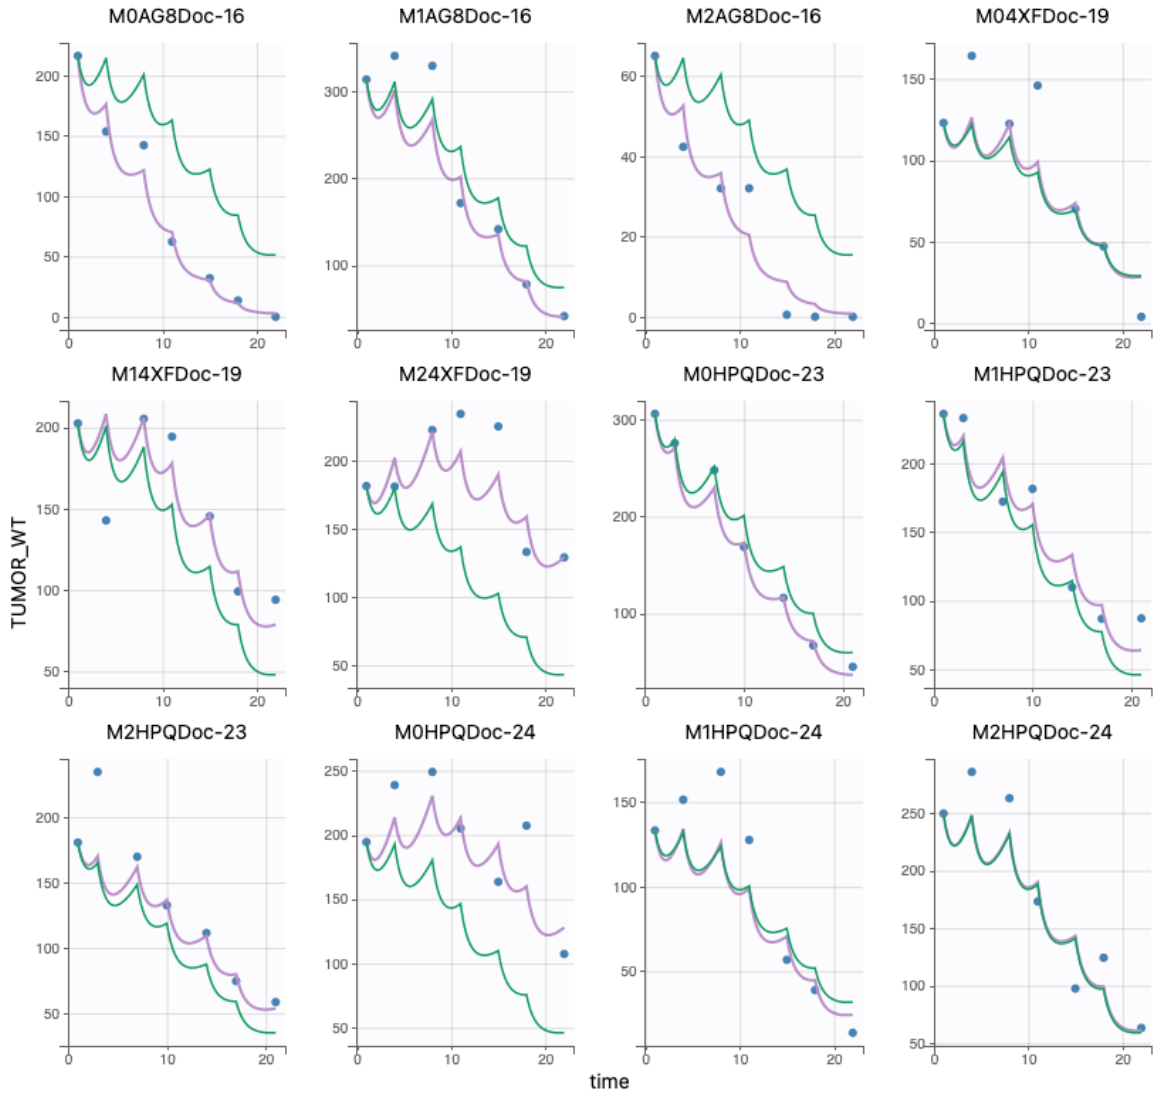 M0AG8Doc-16 M1AG8Doc-16 M2AG8Doc-16 M04XFDoc-19
200 150 100 50 0
0 10 20
300 200 100
0 10 20
60 40 20 0
0 10 20
150 100 50 0
0 10 20
M14XFDoc-19 M24XFDoc-19 M0HPQDoc-23 M1HPQDoc-23
TUMOR_WT
200 150 100 50
0 10 20
200 150 100 50
0 10 20
300 200 100
0 10 20
200 150 100 50
0 10 20
M2HPQDoc-23 M0HPQDoc-24 M1HPQDoc-24 M2HPQDoc-24
200 150 100 50
0 10 20
250 200 150 100 50
0 10 20
150 100 50
0 10 20
250 200 150 100 50
0 10 20
time